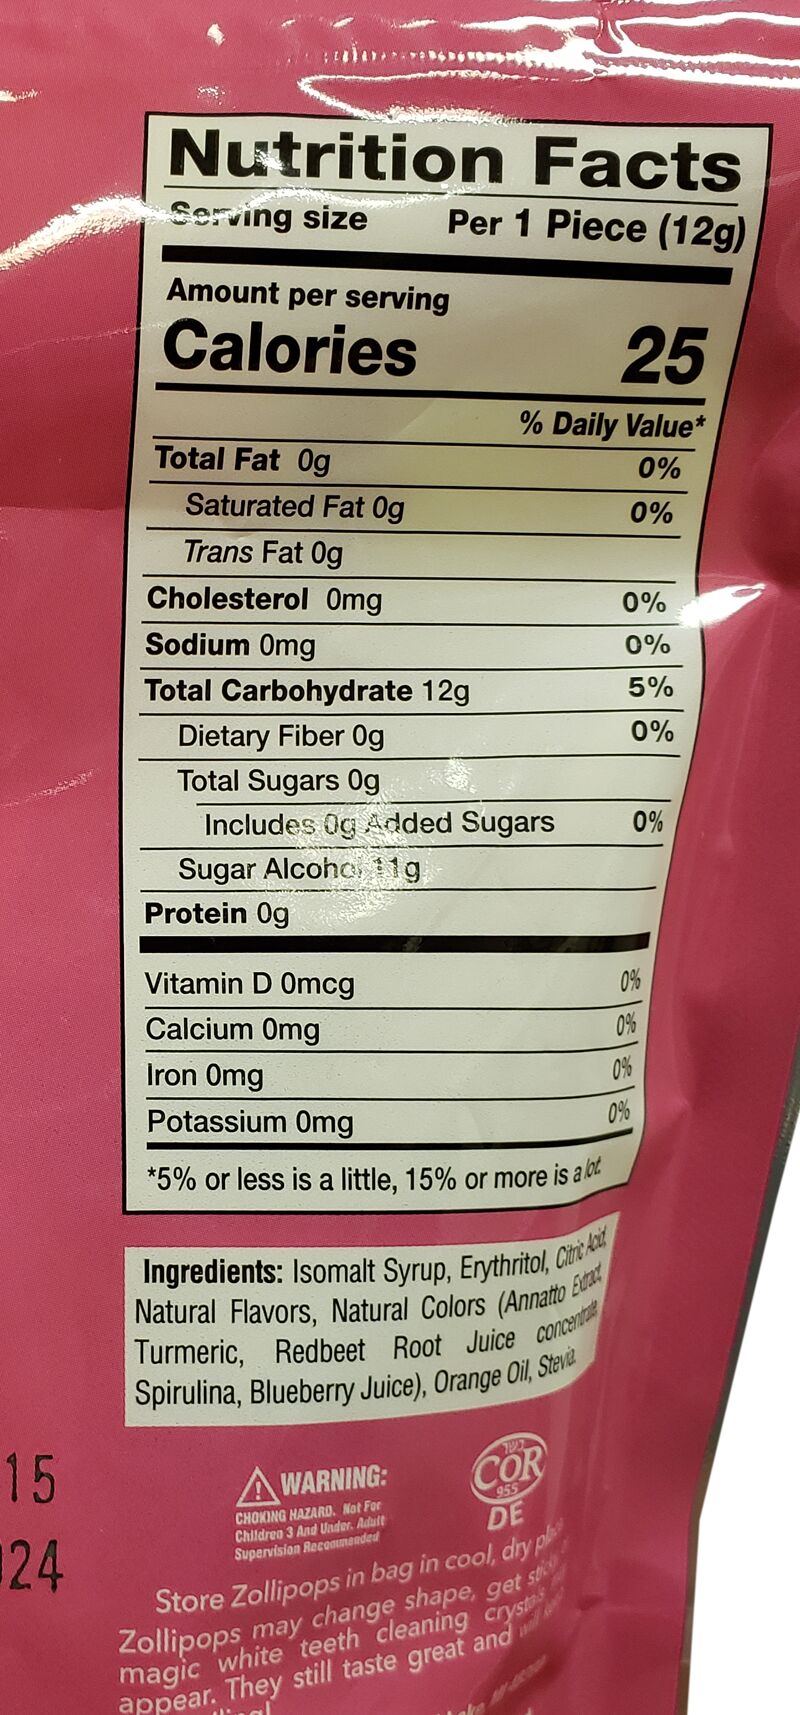 Nutrition Facts
Serving size Per 1 Piece (12g)
Amount per serving
Calories 25
% Daily Value*
Total Fat 0g 0%
Saturated Fat 0g 0%
Trans Fat 0g
Cholesterol 0mg 0%
Sodium 0mg 0%
Total Carbohydrate 12g 5%
Dietary Fiber 0g 0%
Total Sugars 0g
Includes 0g Added Sugars 0%
Sugar Alcohol 11g
Protein 0g
Vitamin D 0mcg 0%
Calcium 0mg 0%
Iron 0mg 0%
Potassium 0mg 0%
*5% or less is a little, 15% or more is a lot.
Ingredients: Isomalt Syrup, Erythritol, Citric Acid,
Natural Flavors, Natural Colors (Annatto Extract,
Turmeric, Redbeet Root Juice concentrate,
Spirulina, Blueberry Juice), Orange Oil, Stevia.
15
024
WARNING:
CHOKING HAZARD. Not For
Children 3 And Under. Adult
Supervision Recommended
כשר
COR
955
DE
Store Zollipops in bag in cool, dry place
Zollipops may change shape, get
magic white teeth cleaning crystals
appear. They still taste great and will